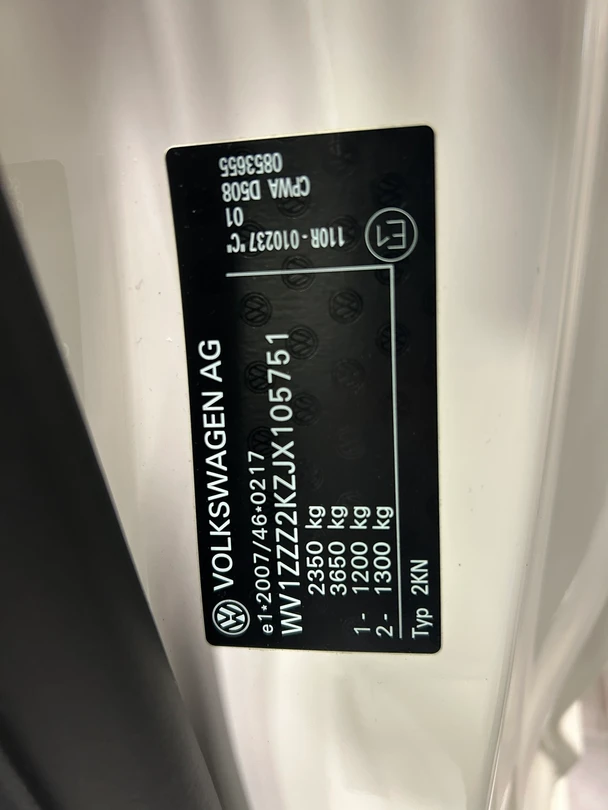 VOLKSWAGEN AG
e1*2007/46*0217
WV1ZZZ2KZJX105751
2350 kg
3650 kg
1 - 1200 kg
2 - 1300 kg
Typ 2KN
0853655
CPWA D508
01
110R - 010237 "C"
E1